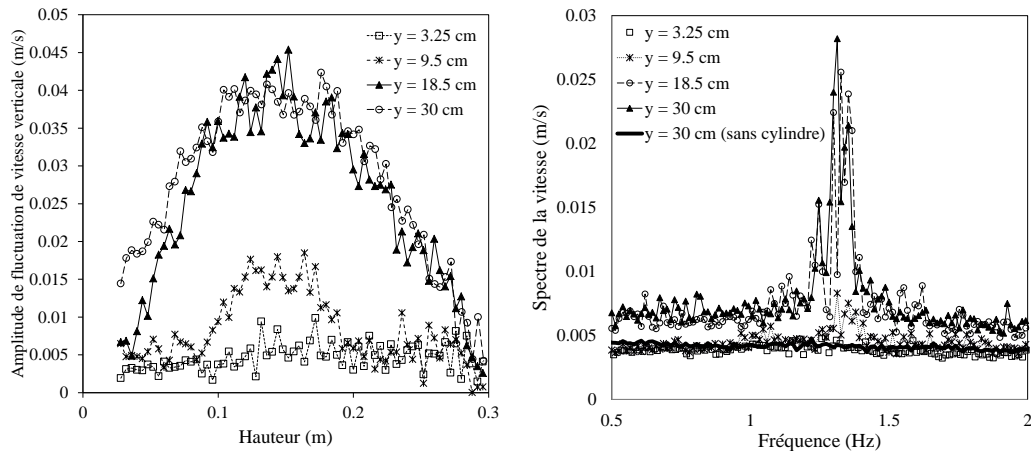 0.05
0.045
0.04
0.035
0.03
0.025
0.02
0.015
0.01
0.005
0
0
0.1
0.2
0.3
Amplitude de fluctuation de vitesse verticale (m/s)
Hauteur (m)
y = 3.25 cm
y = 9.5 cm
y = 18.5 cm
y = 30 cm
0.03
0.025
0.02
0.015
0.01
0.005
0
0.5
1
1.5
2
Spectre de la vitesse (m/s)
Fréquence (Hz)
y = 3.25 cm
y = 9.5 cm
y = 18.5 cm
y = 30 cm
y = 30 cm (sans cylindre)